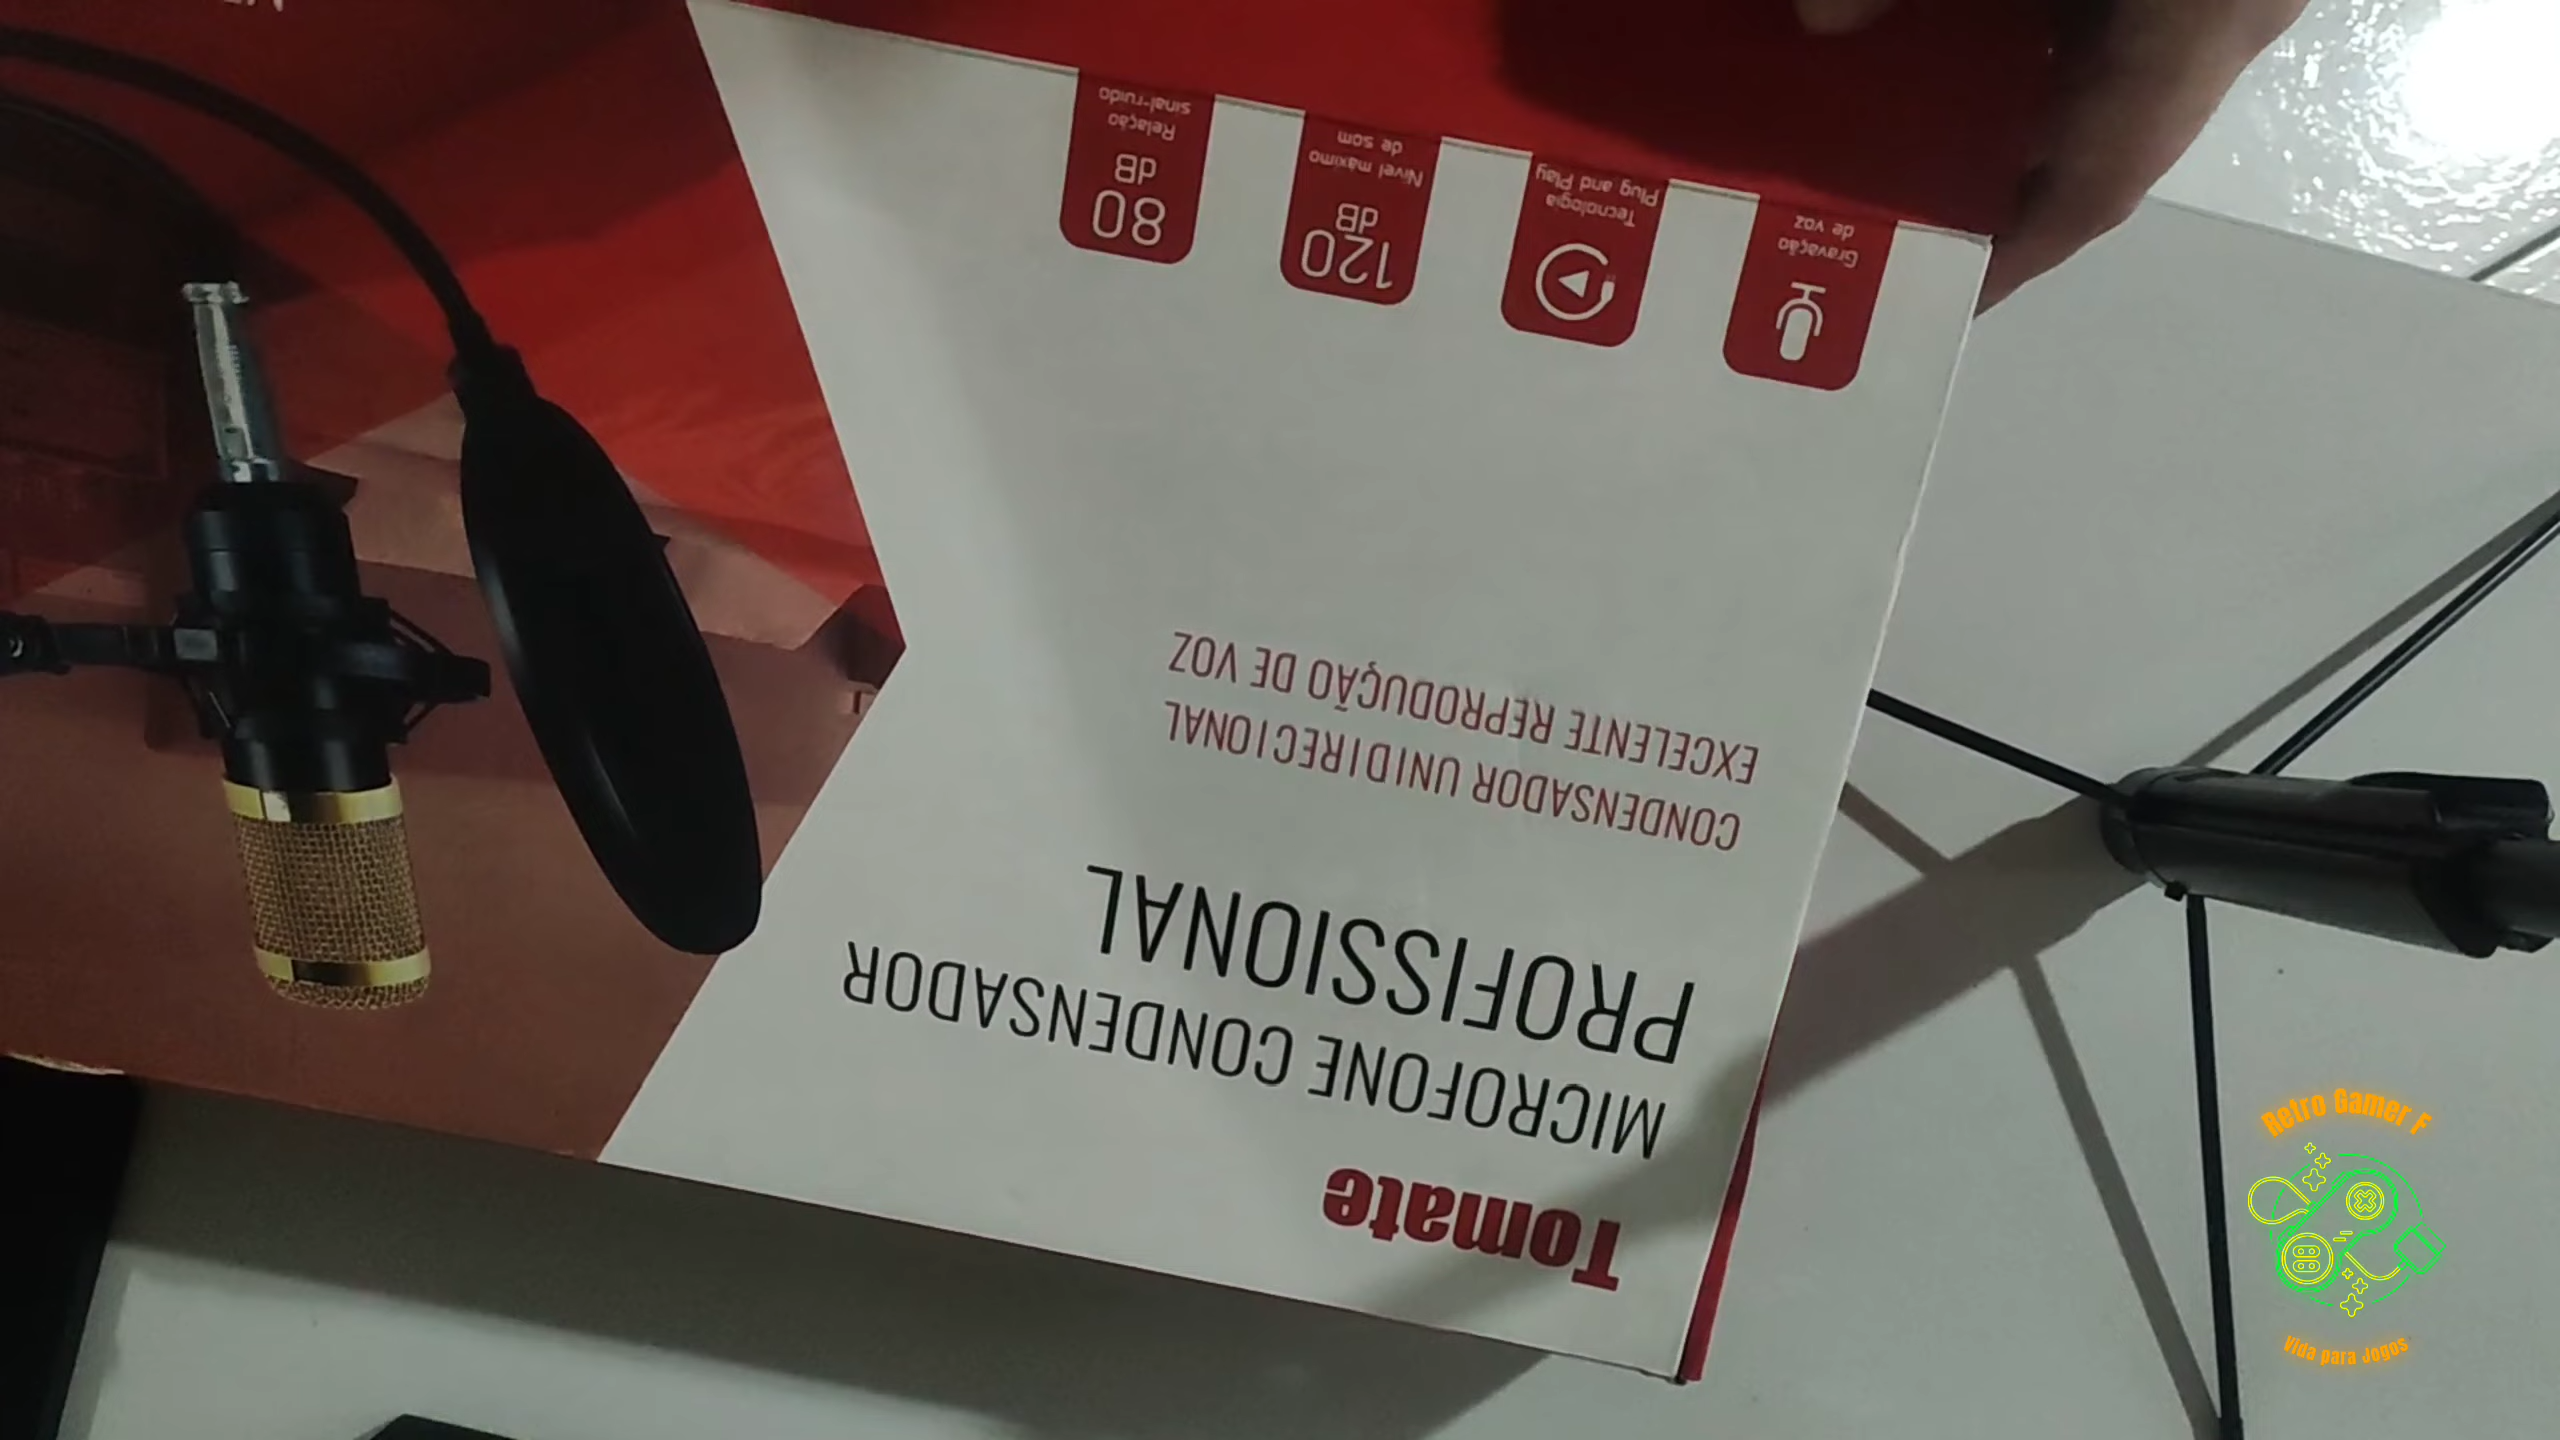 Tomate
MICROFONE CONDENSADOR
PROFISSIONAL
CONDENSADOR UNIDIRECIONAL
EXCELENTE REPRODUÇÃO DE VOZ
Gravação
de voz
Tecnologia
Plug and Play
120
dB
Nível máximo
de som
80
dB
Relação
sinal-ruído
Retro Gamer F
Vida para Jogos